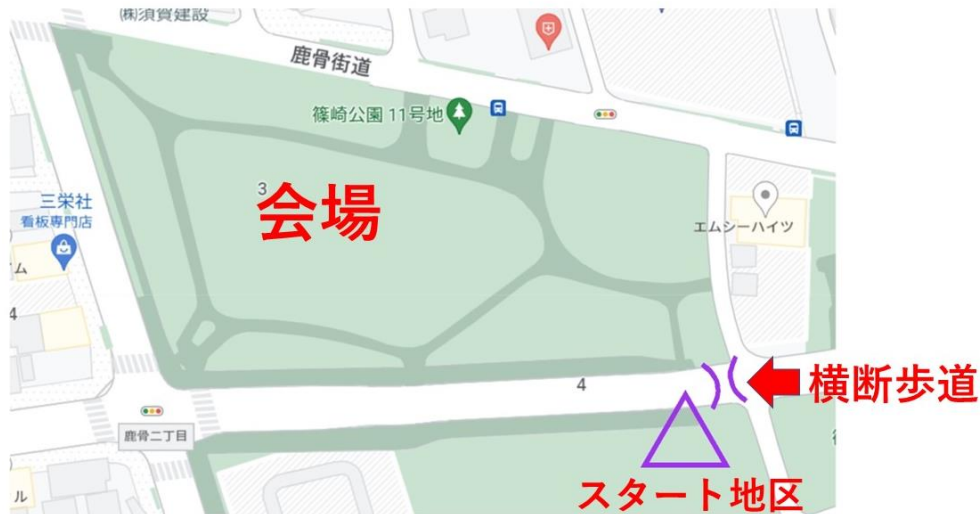 (株)須賀建設
鹿骨街道
篠崎公園 11号地
3
会場
三栄社
看板専門店
エムシーハイツ
ム
4
4
横断歩道
鹿骨二丁目
スタート地区
ル